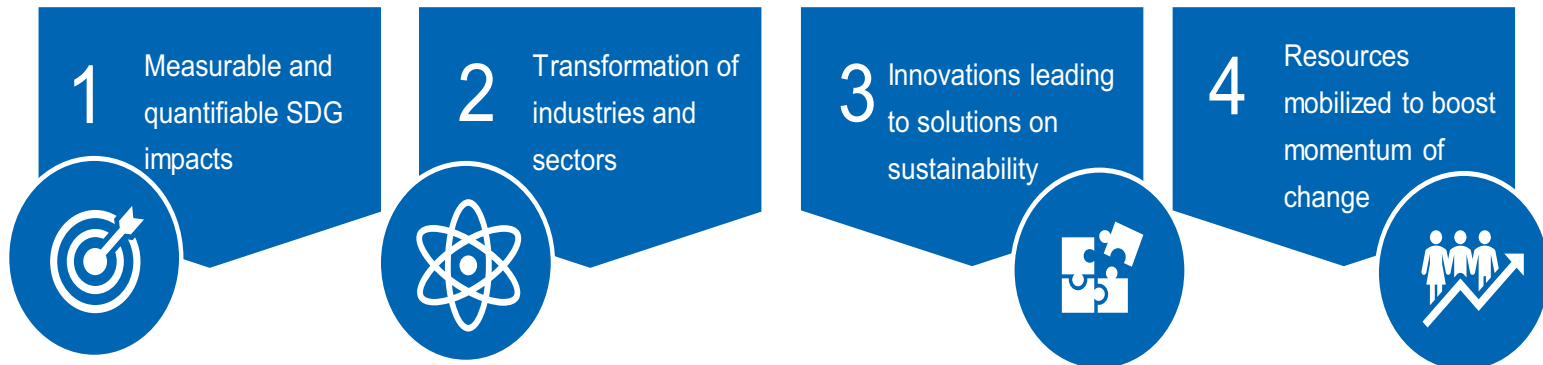 1
Measurable and
quantifiable SDG
impacts
2
Transformation of
industries and
sectors
3
Innovations leading
to solutions on
sustainability
4
Resources
mobilized to boost
momentum of
change